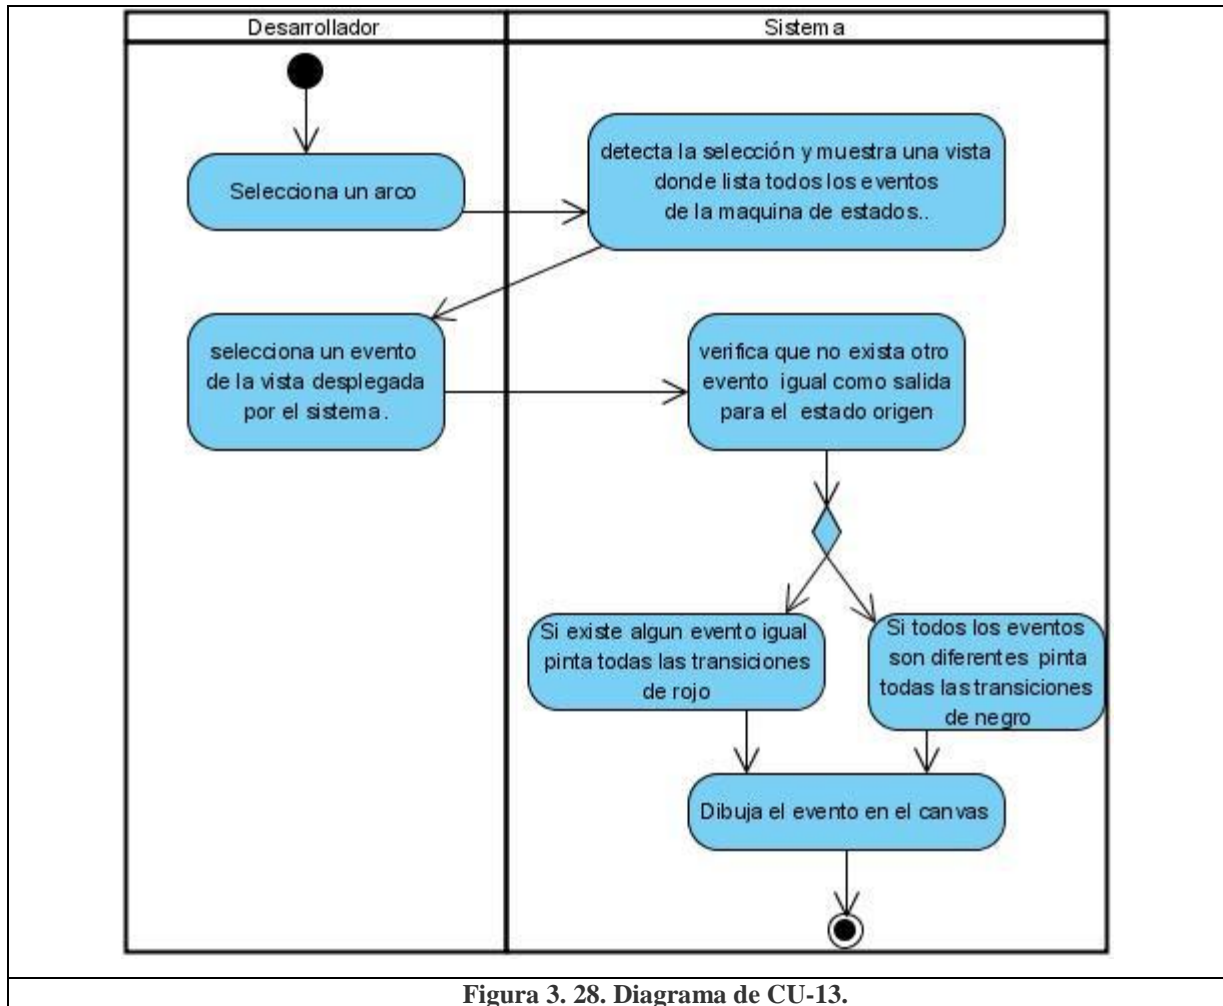 Desarrollador
Sistema
Selecciona un arco
detecta la selección y muestra una vista
donde lista todos los eventos
de la maquina de estados..
selecciona un evento
de la vista desplegada
por el sistema.
verifica que no exista otro
evento igual como salida
para el estado origen
Si existe algun evento igual
pinta todas las transiciones
de rojo
Si todos los eventos
son diferentes pinta
todas las transiciones
de negro
Dibuja el evento en el canvas
Figura 3. 28. Diagrama de CU-13.